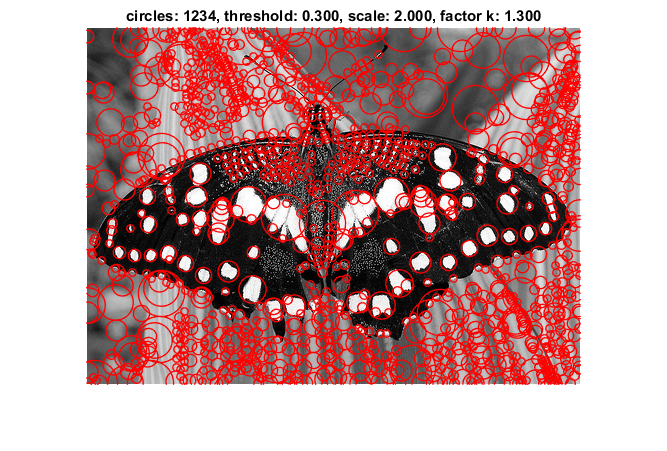 circles: 1234, threshold: 0.300, scale: 2.000, factor k: 1.300